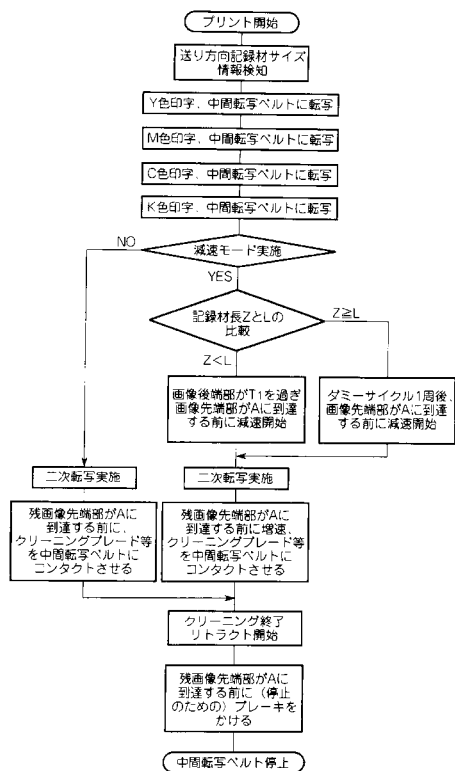 プリント開始
送り方向記録材サイズ
情報検知
Y色印字、中間転写ベルトに転写
M色印字、中間転写ベルトに転写
C色印字、中間転写ベルトに転写
K色印字、中間転写ベルトに転写
NO
減速モード実施
YES
記録材長ZとLの
比較
Z≧L
Z<L
画像後端部がT1を過ぎ
画像先端部がAに到達
する前に減速開始
ダミーサイクル1周後、
画像先端部がAに到達
する前に減速開始
二次転写実施
残画像先端部がAに
到達する前に、
クリーニングブレード等
を中間転写ベルトに
コンタクトさせる
二次転写実施
残画像先端部がAに
到達する前に増速、
クリーニングブレード等
を中間転写ベルトに
コンタクトさせる
クリーニング終了
リトラクト開始
残画像先端部がAに
到達する前に(停止
のための)ブレーキを
かける
中間転写ベルト停止